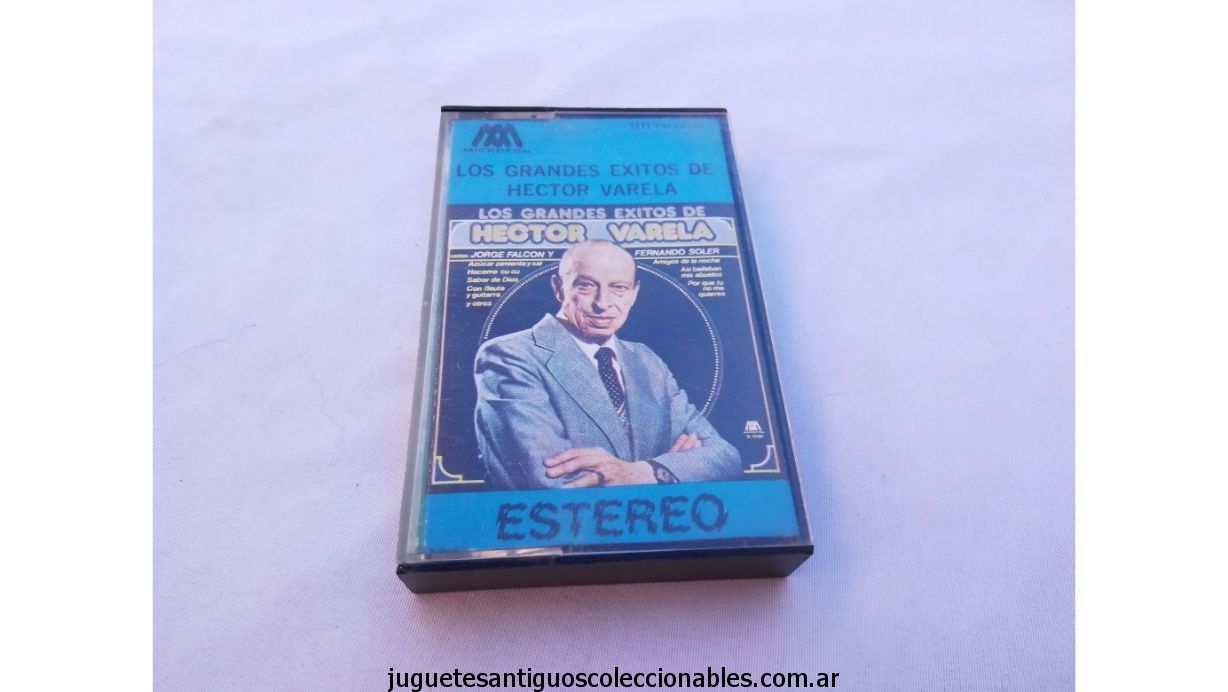 MICROFON
LOS GRANDES EXITOS DE
HECTOR VARELA
LOS GRANDES EXITOS DE
HECTOR VARELA
JORGE FALCON Y FERNANDO SOLER
Azúcar pimienta y sal
Haceme cu cu
Sabor de Dios
Con flauta
y guitarra
y otros
Amigos de la noche
Asi bailaban
mis abuelos
Por que tu
no me
quieres
ESTEREO
juguetesantiguoscoleccionables.com.ar